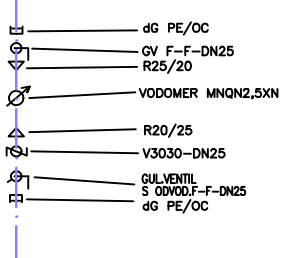 dG PE/OC
GV F-F-DN25
R25/20
VODOMER MNQN2,5XN
R20/25
V3030-DN25
GUL.VENTIL
S ODVOD.F-F-DN25
dG PE/OC